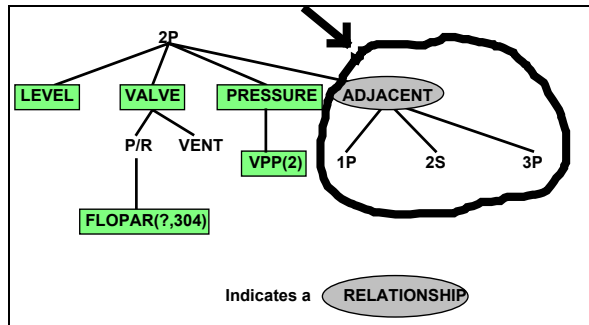 2P
LEVEL VALVE PRESSURE ADJACENT
P/R VENT 1P 2S 3P
VPP(2)
FLOPAR(?,304)
Indicates a RELATIONSHIP